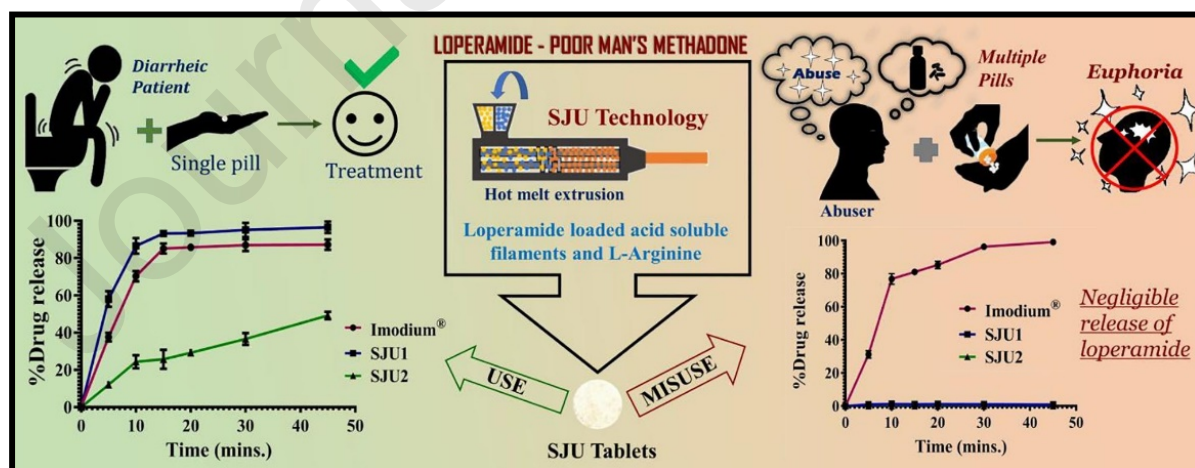 Journ
LOPERAMIDE - POOR MAN'S METHADONE
Diarrheic
Patient
Single pill
Treatment
SJU Technology
Hot melt extrusion
Loperamide loaded acid soluble
filaments and L-Arginine
Abuse
Multiple
Pills
Euphoria
Abuser
%Drug release
100
80
60
40
20
0
0 10 20 30 40 50
Time (mins.)
Imodium®
SJU1
SJU2
USE
MISUSE
SJU Tablets
%Drug release
100
80
60
40
20
0
0 10 20 30 40 50
Time (mins.)
Imodium®
SJU1
SJU2
Negligible
release of
loperamide